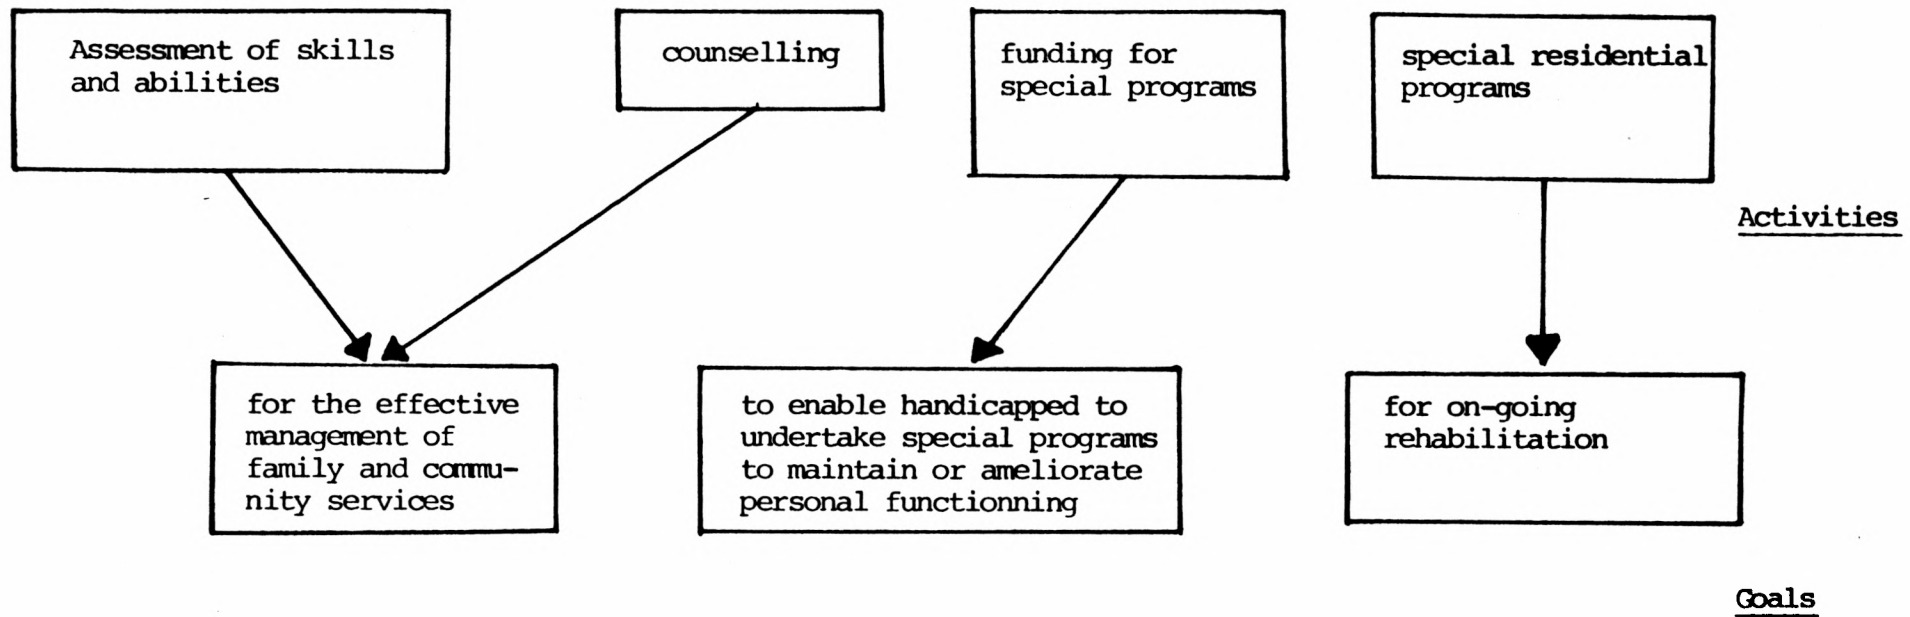 Assessment of skills
and abilities
counselling
funding for
special programs
special residential
programs
Activities
for the effective
management of
family and commu-
nity services
to enable handicapped to
undertake special programs
to maintain or ameliorate
personal functionning
for on-going
rehabilitation
Goals